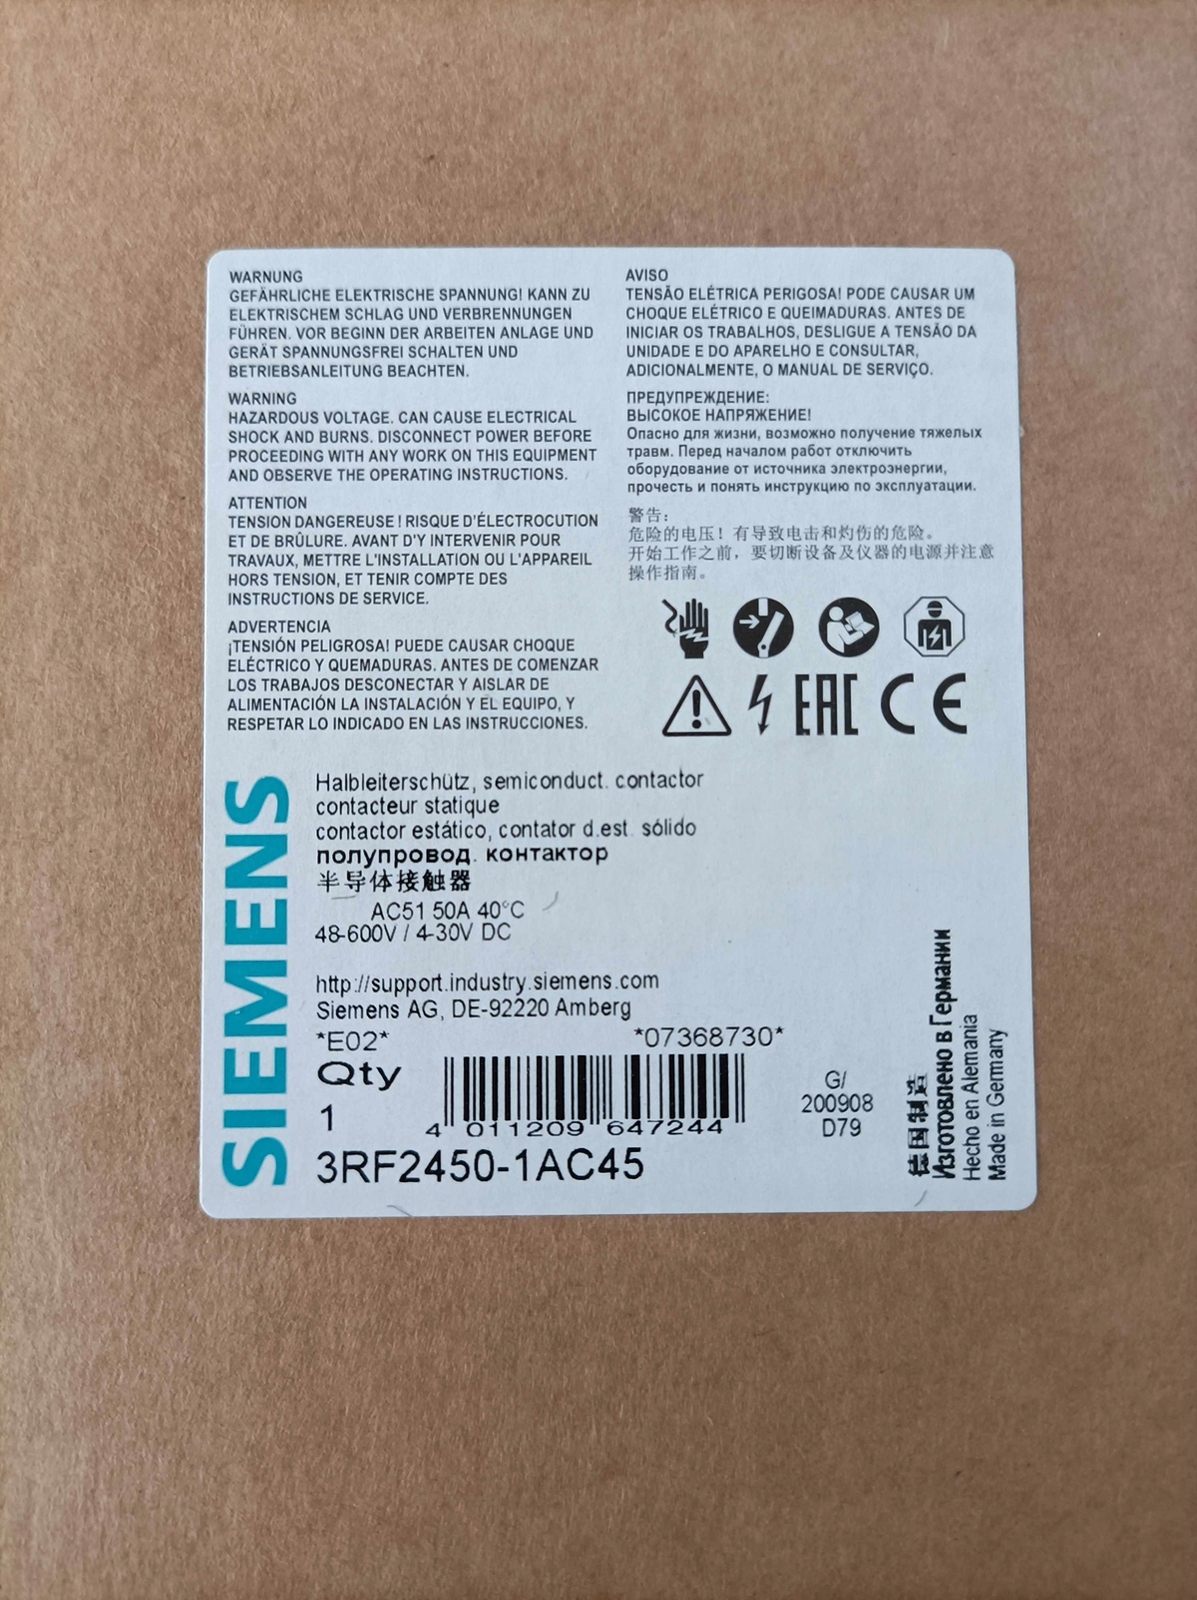 WARNUNG
GEFÄHRLICHE ELEKTRISCHE SPANNUNG! KANN ZU
ELEKTRISCHEM SCHLAG UND VERBRENNUNGEN
FÜHREN. VOR BEGINN DER ARBEITEN ANLAGE UND
GERÄT SPANNUNGSFREI SCHALTEN UND
BETRIEBSANLEITUNG BEACHTEN.
WARNING
HAZARDOUS VOLTAGE. CAN CAUSE ELECTRICAL
SHOCK AND BURNS. DISCONNECT POWER BEFORE
PROCEEDING WITH ANY WORK ON THIS EQUIPMENT
AND OBSERVE THE OPERATING INSTRUCTIONS.
ATTENTION
TENSION DANGEREUSE ! RISQUE D'ÉLECTROCUTION
ET DE BRÛLURE. AVANT D'Y INTERVENIR POUR
TRAVAUX, METTRE L'INSTALLATION OU L'APPAREIL
HORS TENSION, ET TENIR COMPTE DES
INSTRUCTIONS DE SERVICE.
ADVERTENCIA
¡TENSIÓN PELIGROSA! PUEDE CAUSAR CHOQUE
ELÉCTRICO Y QUEMADURAS. ANTES DE COMENZAR
LOS TRABAJOS DESCONECTAR Y AISLAR DE
ALIMENTACIÓN LA INSTALACIÓN Y EL EQUIPO, Y
RESPETAR LO INDICADO EN LAS INSTRUCCIONES.
AVISO
TENSÃO ELÉTRICA PERIGOSA! PODE CAUSAR UM
CHOQUE ELÉTRICO E QUEIMADURAS. ANTES DE
INICIAR OS TRABALHOS, DESLIGUE A TENSÃO DA
UNIDADE E DO APARELHO E CONSULTAR,
ADICIONALMENTE, O MANUAL DE SERVIÇO.
ПРЕДУПРЕЖДЕНИЕ:
ВЫСОКОЕ НАПРЯЖЕНИЕ!
Опасно для жизни, возможно получение тяжелых
травм. Перед началом работ отключить
оборудование от источника электроэнергии,
прочесть и понять инструкцию по эксплуатации.
警告:
危险的电压! 有导致电击和灼伤的危险。
开始工作之前, 要切断设备及仪器的电源并注意
操作指南。
EAC CE
SIEMENS
Halbleiterschütz, semiconduct. contactor
contacteur statique
contactor estático, contator d.est. sólido
полупровод. контактор
半导体接触器
AC51 50A 40°C
48-600V / 4-30V DC
http://support.industry.siemens.com
Siemens AG, DE-92220 Amberg
*E02* *07368730*
Qty
1
4 011209 647244
3RF2450-1AC45
G/
200908
D79
德国制造
Изготовлено в Германии
Hecho en Alemania
Made in Germany